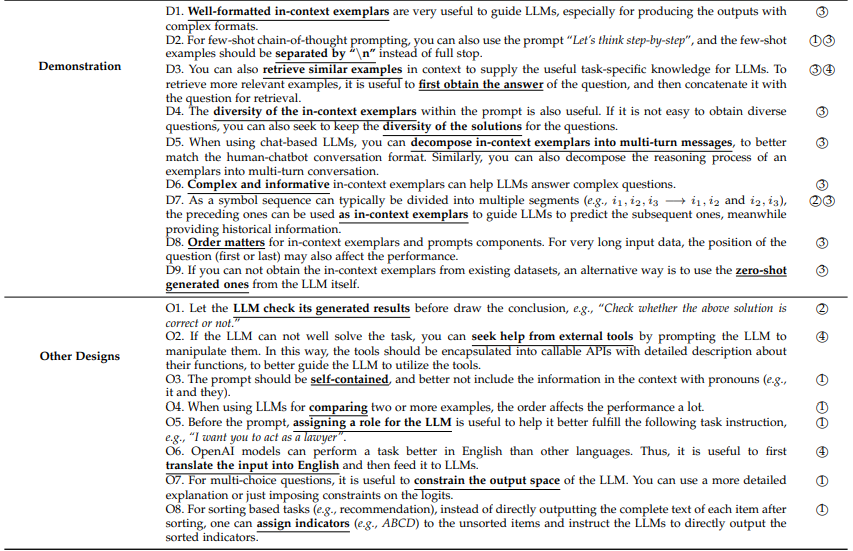 D1. Well-formatted in-context exemplars are very useful to guide LLMs, especially for producing the outputs with ③
complex formats.
D2. For few-shot chain-of-thought prompting, you can also use the prompt “Let’s think step-by-step”, and the few-shot ①③
examples should be separated by “\n” instead of full stop.
Demonstration
D3. You can also retrieve similar examples in context to supply the useful task-specific knowledge for LLMs. To ③④
retrieve more relevant examples, it is useful to first obtain the answer of the question, and then concatenate it with
the question for retrieval.
D4. The diversity of the in-context exemplars within the prompt is also useful. If it is not easy to obtain diverse ③
questions, you can also seek to keep the diversity of the solutions for the questions.
D5. When using chat-based LLMs, you can decompose in-context exemplars into multi-turn messages, to better ③
match the human-chatbot conversation format. Similarly, you can also decompose the reasoning process of an
exemplars into multi-turn conversation.
D6. Complex and informative in-context exemplars can help LLMs answer complex questions. ③
D7. As a symbol sequence can typically be divided into multiple segments (e.g., i₁, i₂, i₃ ⟶ i₁, i₂ and i₂, i₃), ②③
the preceding ones can be used as in-context exemplars to guide LLMs to predict the subsequent ones, meanwhile
providing historical information.
D8. Order matters for in-context exemplars and prompts components. For very long input data, the position of the ③
question (first or last) may also affect the performance.
D9. If you can not obtain the in-context exemplars from existing datasets, an alternative way is to use the zero-shot ③
generated ones from the LLM itself.
O1. Let the LLM check its generated results before draw the conclusion, e.g., “Check whether the above solution is ②
correct or not.”
O2. If the LLM can not well solve the task, you can seek help from external tools by prompting the LLM to ④
Other Designs
manipulate them. In this way, the tools should be encapsulated into callable APIs with detailed description about
their functions, to better guide the LLM to utilize the tools.
O3. The prompt should be self-contained, and better not include the information in the context with pronouns (e.g., ①
it and they).
O4. When using LLMs for comparing two or more examples, the order affects the performance a lot. ①
O5. Before the prompt, assigning a role for the LLM is useful to help it better fulfill the following task instruction, ①
e.g., “I want you to act as a lawyer”.
O6. OpenAI models can perform a task better in English than other languages. Thus, it is useful to first ④
translate the input into English and then feed it to LLMs.
O7. For multi-choice questions, it is useful to constrain the output space of the LLM. You can use a more detailed ①
explanation or just imposing constraints on the logits.
O8. For sorting based tasks (e.g., recommendation), instead of directly outputting the complete text of each item after ①
sorting, one can assign indicators (e.g., ABCD) to the unsorted items and instruct the LLMs to directly output the
sorted indicators.